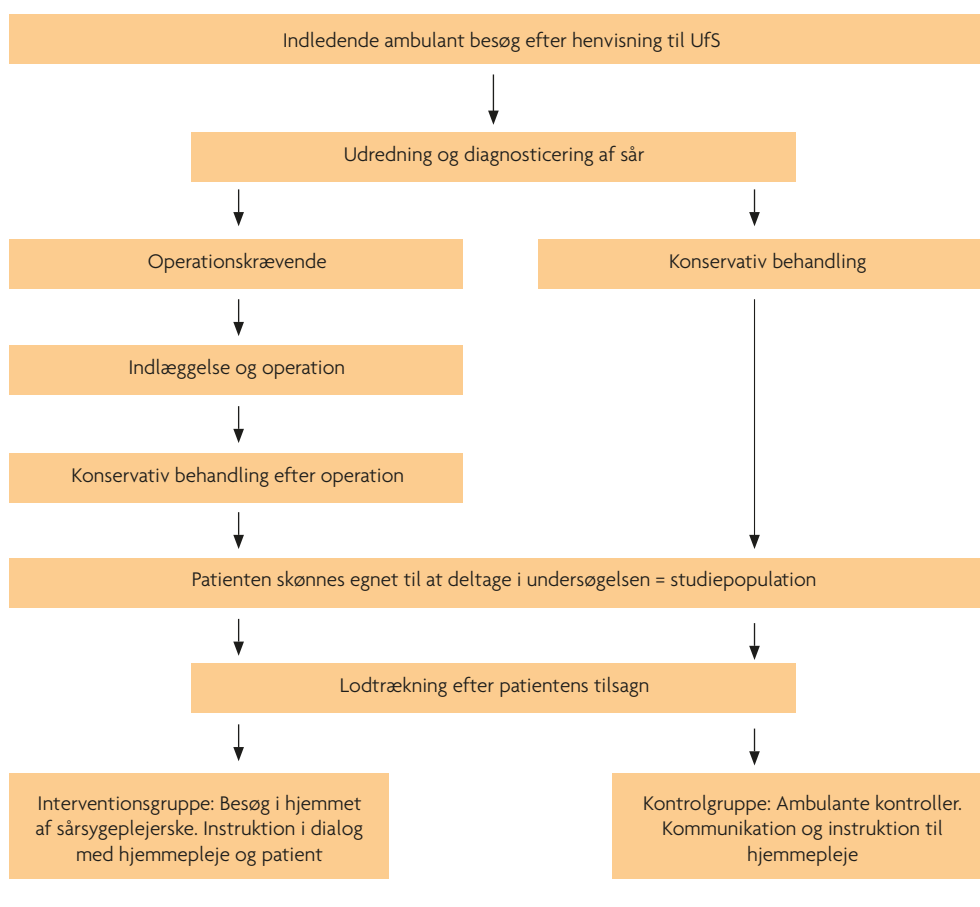 Indledende ambulant besøg efter henvisning til UfS
Udredning og diagnosticering af sår
Operationskrævende
Konservativ behandling
Indlæggelse og operation
Konservativ behandling efter operation
Patienten skønnes egnet til at deltage i undersøgelsen = studiepopulation
Lodtrækning efter patientens tilsagn
Interventionsgruppe: Besøg i hjemmet
af sårsygeplejerske. Instruktion i dialog
med hjemmepleje og patient
Kontrolgruppe: Ambulante kontroller.
Kommunikation og instruktion til
hjemmepleje